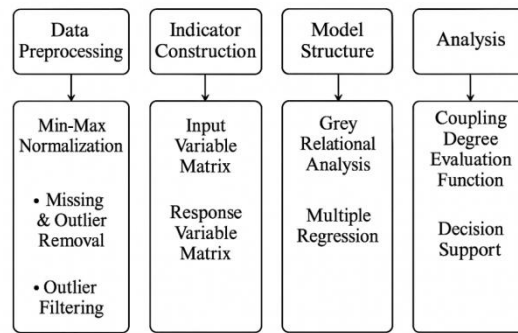 Data
Preprocessing
Indicator
Construction
Model
Structure
Analysis
Min-Max
Normalization
• Missing
& Outlier
Removal
• Outlier
Filtering
Input
Variable
Matrix
Response
Variable
Matrix
Grey
Relational
Analysis
Multiple
Regression
Coupling
Degree
Evaluation
Function
Decision
Support